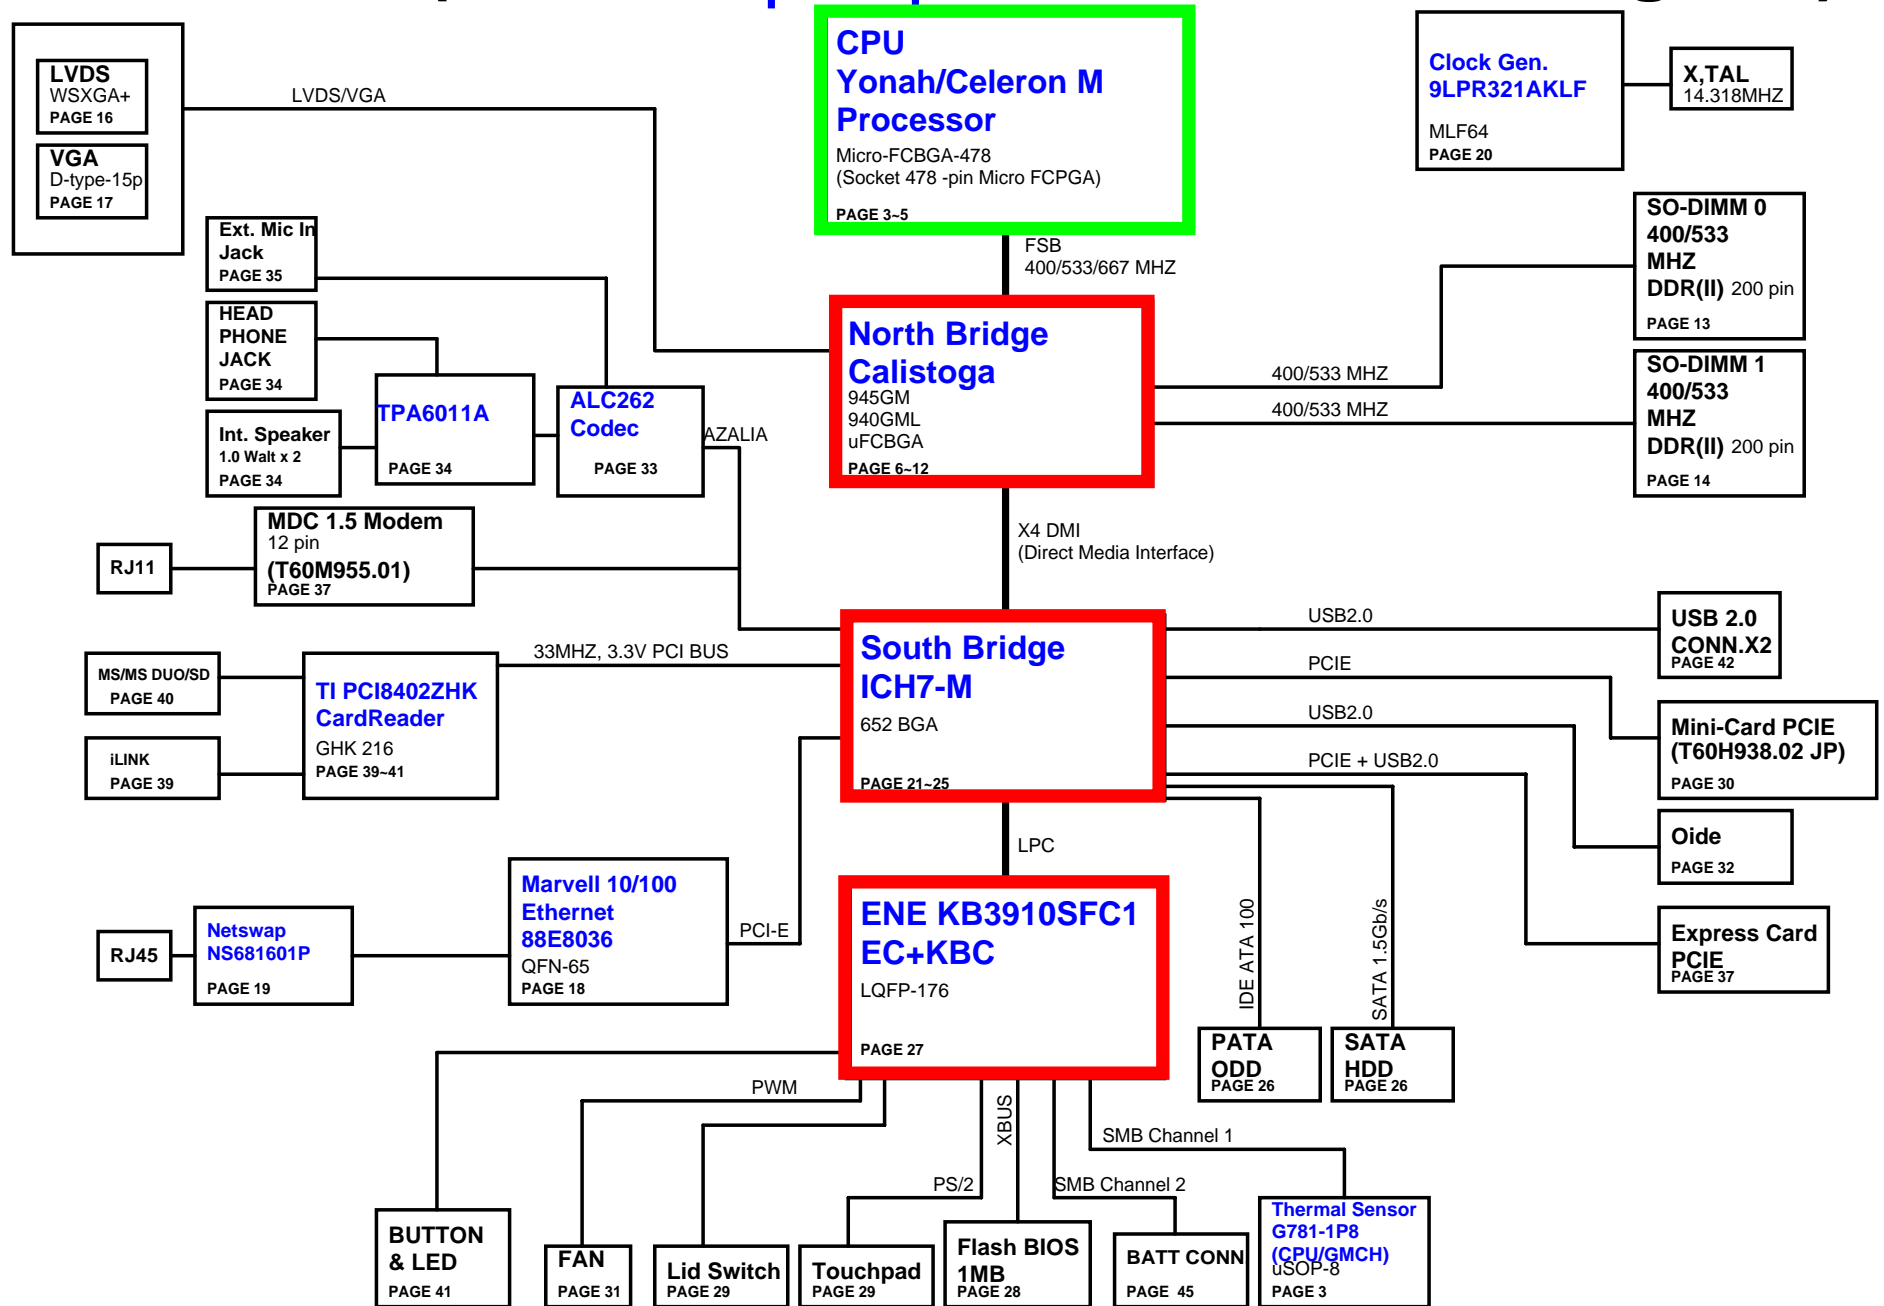 LVDS
WSXGA+
PAGE 16
VGA
D-type-15p
PAGE 17
LVDS/VGA
CPU
Yonah/Celeron M
Processor
Micro-FCBGA-478
(Socket 478 -pin Micro FCPGA)
PAGE 3~5
Clock Gen.
9LPR321AKLF
MLF64
PAGE 20
X,TAL
14.318MHZ
FSB
400/533/667 MHZ
Ext. Mic In
Jack
PAGE 35
HEAD
PHONE
JACK
PAGE 34
Int. Speaker
1.0 Walt x 2
PAGE 34
TPA6011A
PAGE 34
ALC262
Codec
PAGE 33
AZALIA
North Bridge
Calistoga
945GM
940GML
uFCBGA
PAGE 6~12
400/533 MHZ
400/533 MHZ
SO-DIMM 0
400/533
MHZ
DDR(II) 200 pin
PAGE 13
SO-DIMM 1
400/533
MHZ
DDR(II) 200 pin
PAGE 14
MDC 1.5 Modem
12 pin
(T60M955.01)
PAGE 37
RJ11
X4 DMI
(Direct Media Interface)
33MHZ, 3.3V PCI BUS
MS/MS DUO/SD
PAGE 40
iLINK
PAGE 39
TI PCI8402ZHK
CardReader
GHK 216
PAGE 39~41
South Bridge
ICH7-M
652 BGA
PAGE 21~25
USB2.0
PCIE
USB2.0
PCIE + USB2.0
USB 2.0
CONN.X2
PAGE 42
Mini-Card PCIE
(T60H938.02 JP)
PAGE 30
Oide
PAGE 32
Express Card
PCIE
PAGE 37
LPC
RJ45
Netswap
NS681601P
PAGE 19
Marvell 10/100
Ethernet
88E8036
QFN-65
PAGE 18
PCI-E
ENE KB3910SFC1
EC+KBC
LQFP-176
PAGE 27
IDE ATA 100
SATA 1.5Gb/s
PATA
ODD
PAGE 26
SATA
HDD
PAGE 26
PWM
XBUS
PS/2
SMB Channel 1
SMB Channel 2
BUTTON
& LED
PAGE 41
FAN
PAGE 31
Lid Switch
PAGE 29
Touchpad
PAGE 29
Flash BIOS
1MB
PAGE 28
BATT CONN
PAGE 45
Thermal Sensor
G781-1P8
(CPU/GMCH)
uSOP-8
PAGE 3